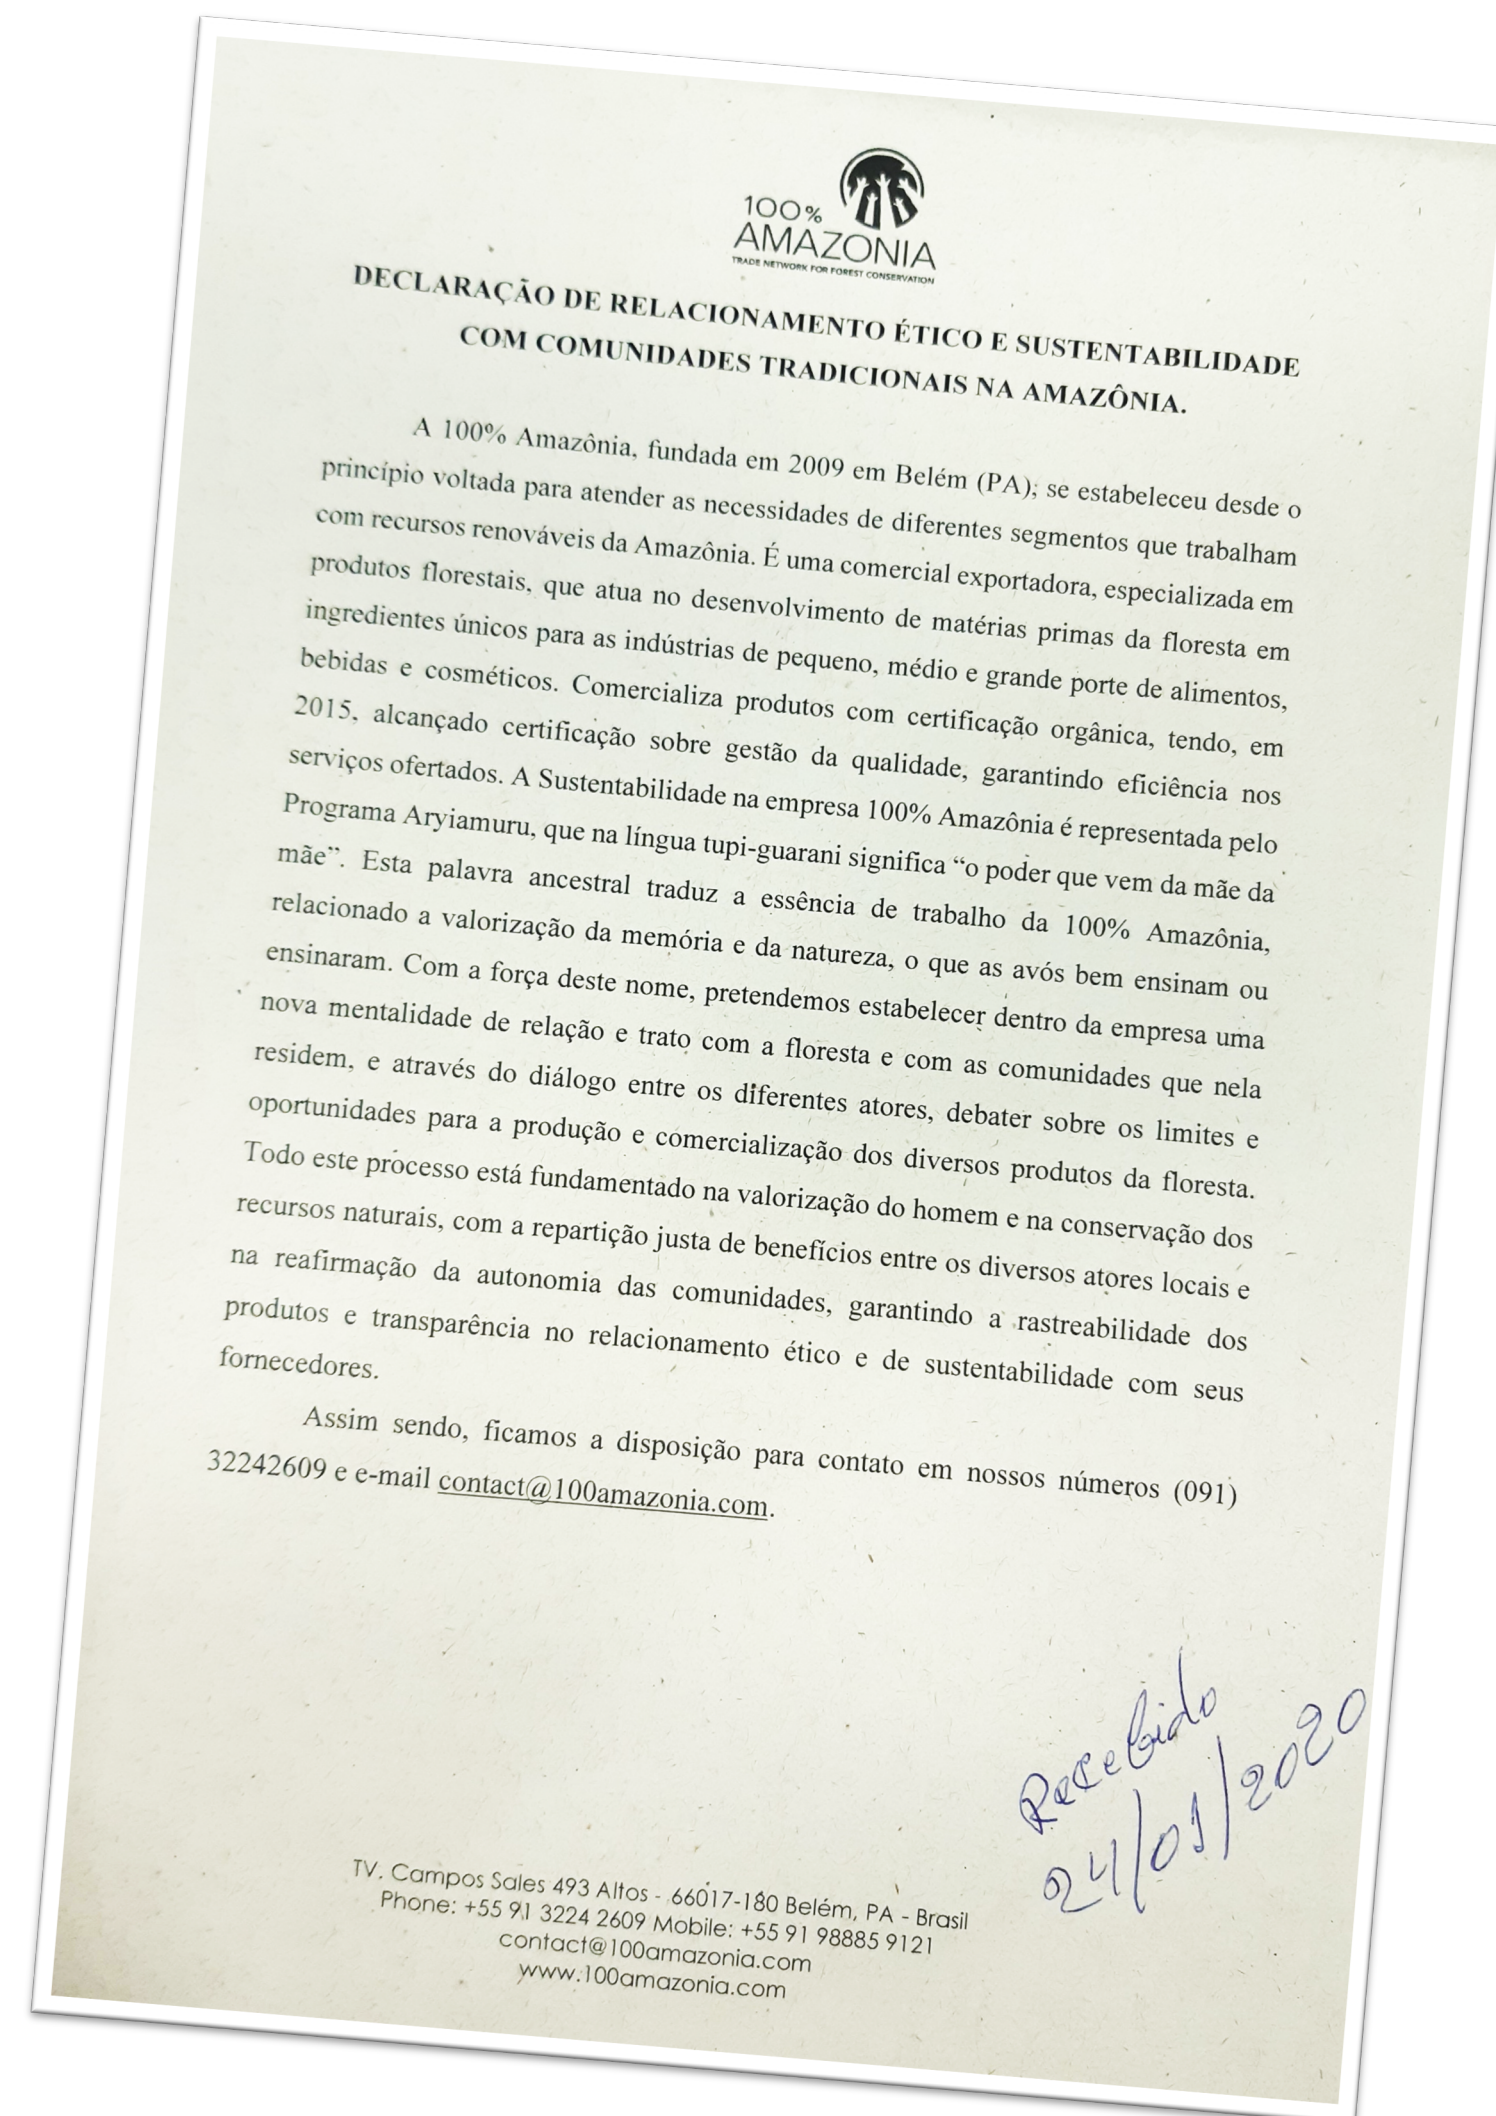 100%
AMAZONIA
TRADE NETWORK FOR FOREST CONSERVATION
DECLARAÇÃO DE RELACIONAMENTO ÉTICO E SUSTENTABILIDADE
COM COMUNIDADES TRADICIONAIS NA AMAZÔNIA.
A 100% Amazônia, fundada em 2009 em Belém (PA); se estabeleceu desde o
princípio voltada para atender as necessidades de diferentes segmentos que trabalham
com recursos renováveis da Amazônia. É uma comercial exportadora, especializada em
produtos florestais, que atua no desenvolvimento de matérias primas da floresta em
ingredientes únicos para as indústrias de pequeno, médio e grande porte de alimentos,
bebidas e cosméticos. Comercializa produtos com certificação orgânica, tendo, em
2015, alcançado certificação sobre gestão da qualidade, garantindo eficiência nos
serviços ofertados. A Sustentabilidade na empresa 100% Amazônia é representada pelo
Programa Aryiamuru, que na língua tupi-guarani significa “o poder que vem da mãe da
mãe”. Esta palavra ancestral traduz a essência de trabalho da 100% Amazônia,
relacionado a valorização da memória e da natureza, o que as avós bem ensinam ou
ensinaram. Com a força deste nome, pretendemos estabelecer dentro da empresa uma
nova mentalidade de relação e trato com a floresta e com as comunidades que nela
residem, e através do diálogo entre os diferentes atores, debater sobre os limites e
oportunidades para a produção e comercialização dos diversos produtos da floresta.
Todo este processo está fundamentado na valorização do homem e na conservação dos
recursos naturais, com a repartição justa de benefícios entre os diversos atores locais e
na reafirmação da autonomia das comunidades, garantindo a rastreabilidade dos
produtos e transparência no relacionamento ético e de sustentabilidade com seus
fornecedores.
Assim sendo, ficamos a disposição para contato em nossos números (091)
32242609 e e-mail contact@100amazonia.com.
Recebido
24/01/2020
TV. Campos Sales 493 Altos - 66017-180 Belém, PA - Brasil
Phone: +55 91 3224 2609 Mobile: +55 91 98885 9121
contact@100amazonia.com
www.100amazonia.com